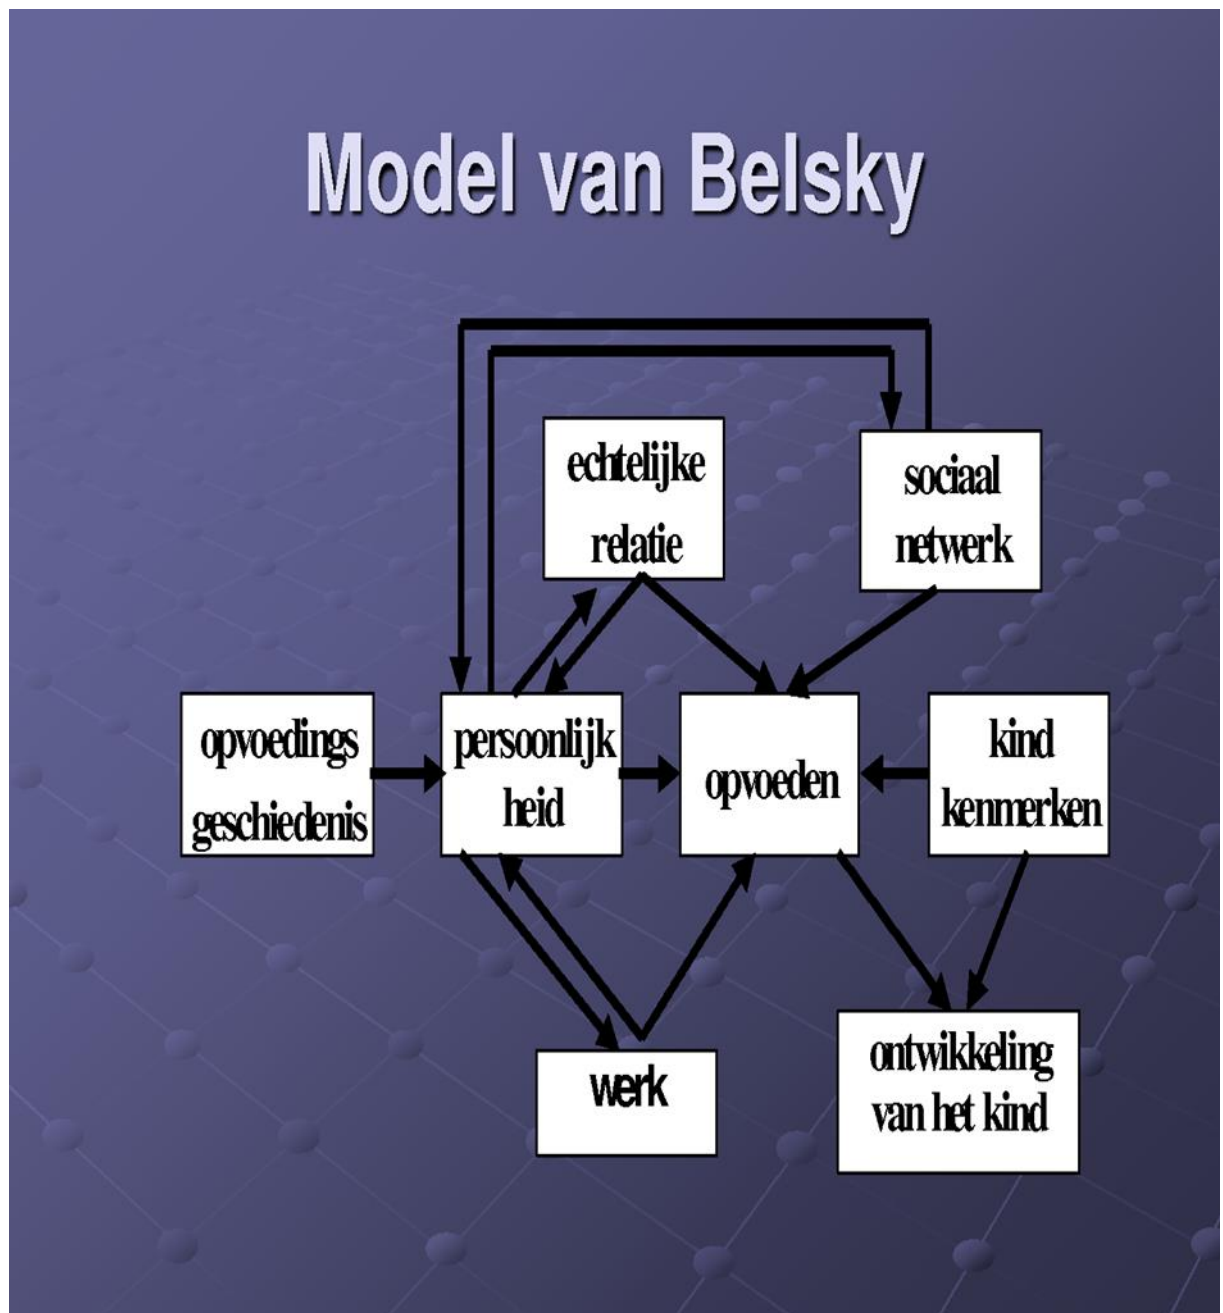 Model van Belsky
echtelijke
relatie
sociaal
netwerk
opvoedings
geschiedenis
persoonlijk
heid
opvoeden
kind
kenmerken
werk
ontwikkeling
van het kind